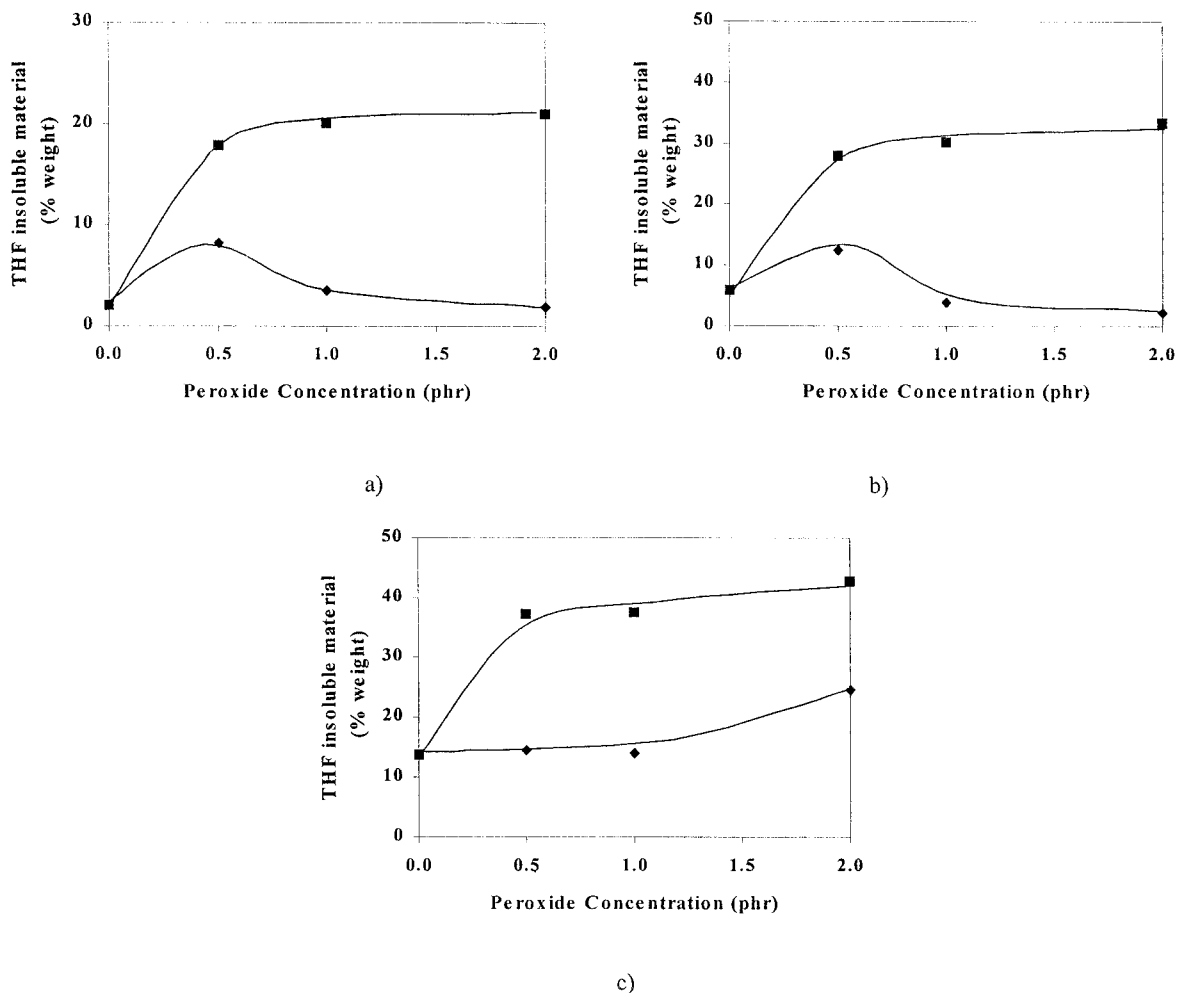 THF insoluble material
(% weight)
30
20
10
0
0.0 0.5 1.0 1.5 2.0
Peroxide Concentration (phr)
a)
THF insoluble material
(% weight)
50
40
30
20
10
0
0.0 0.5 1.0 1.5 2.0
Peroxide Concentration (phr)
b)
THF insoluble material
(% weight)
50
40
30
20
10
0
0.0 0.5 1.0 1.5 2.0
Peroxide Concentration (phr)
c)